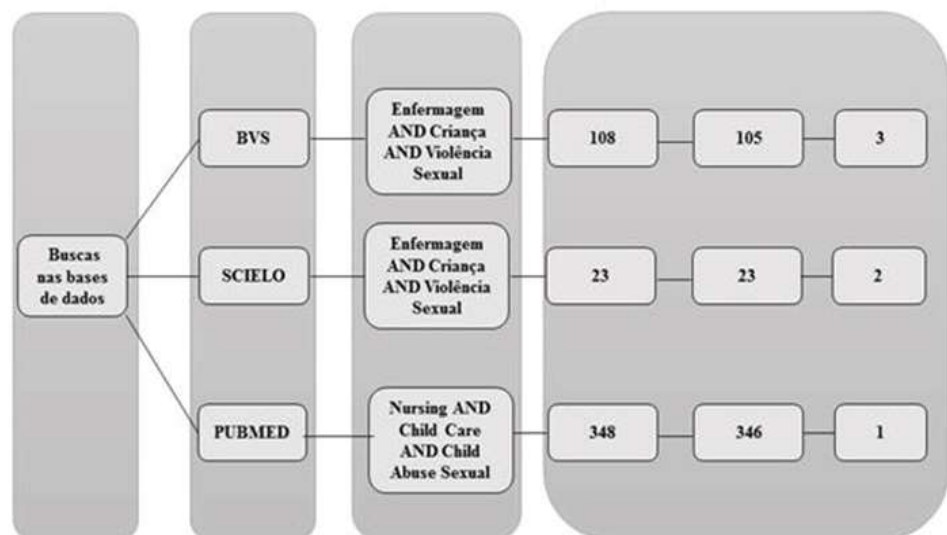 Buscas
nas bases
de dados
BVS
Enfermagem
AND Criança
AND Violência
Sexual
108
105
3
SCIELO
Enfermagem
AND Criança
AND Violência
Sexual
23
23
2
PUBMED
Nursing AND
Child Care
AND Child
Abuse Sexual
348
346
1